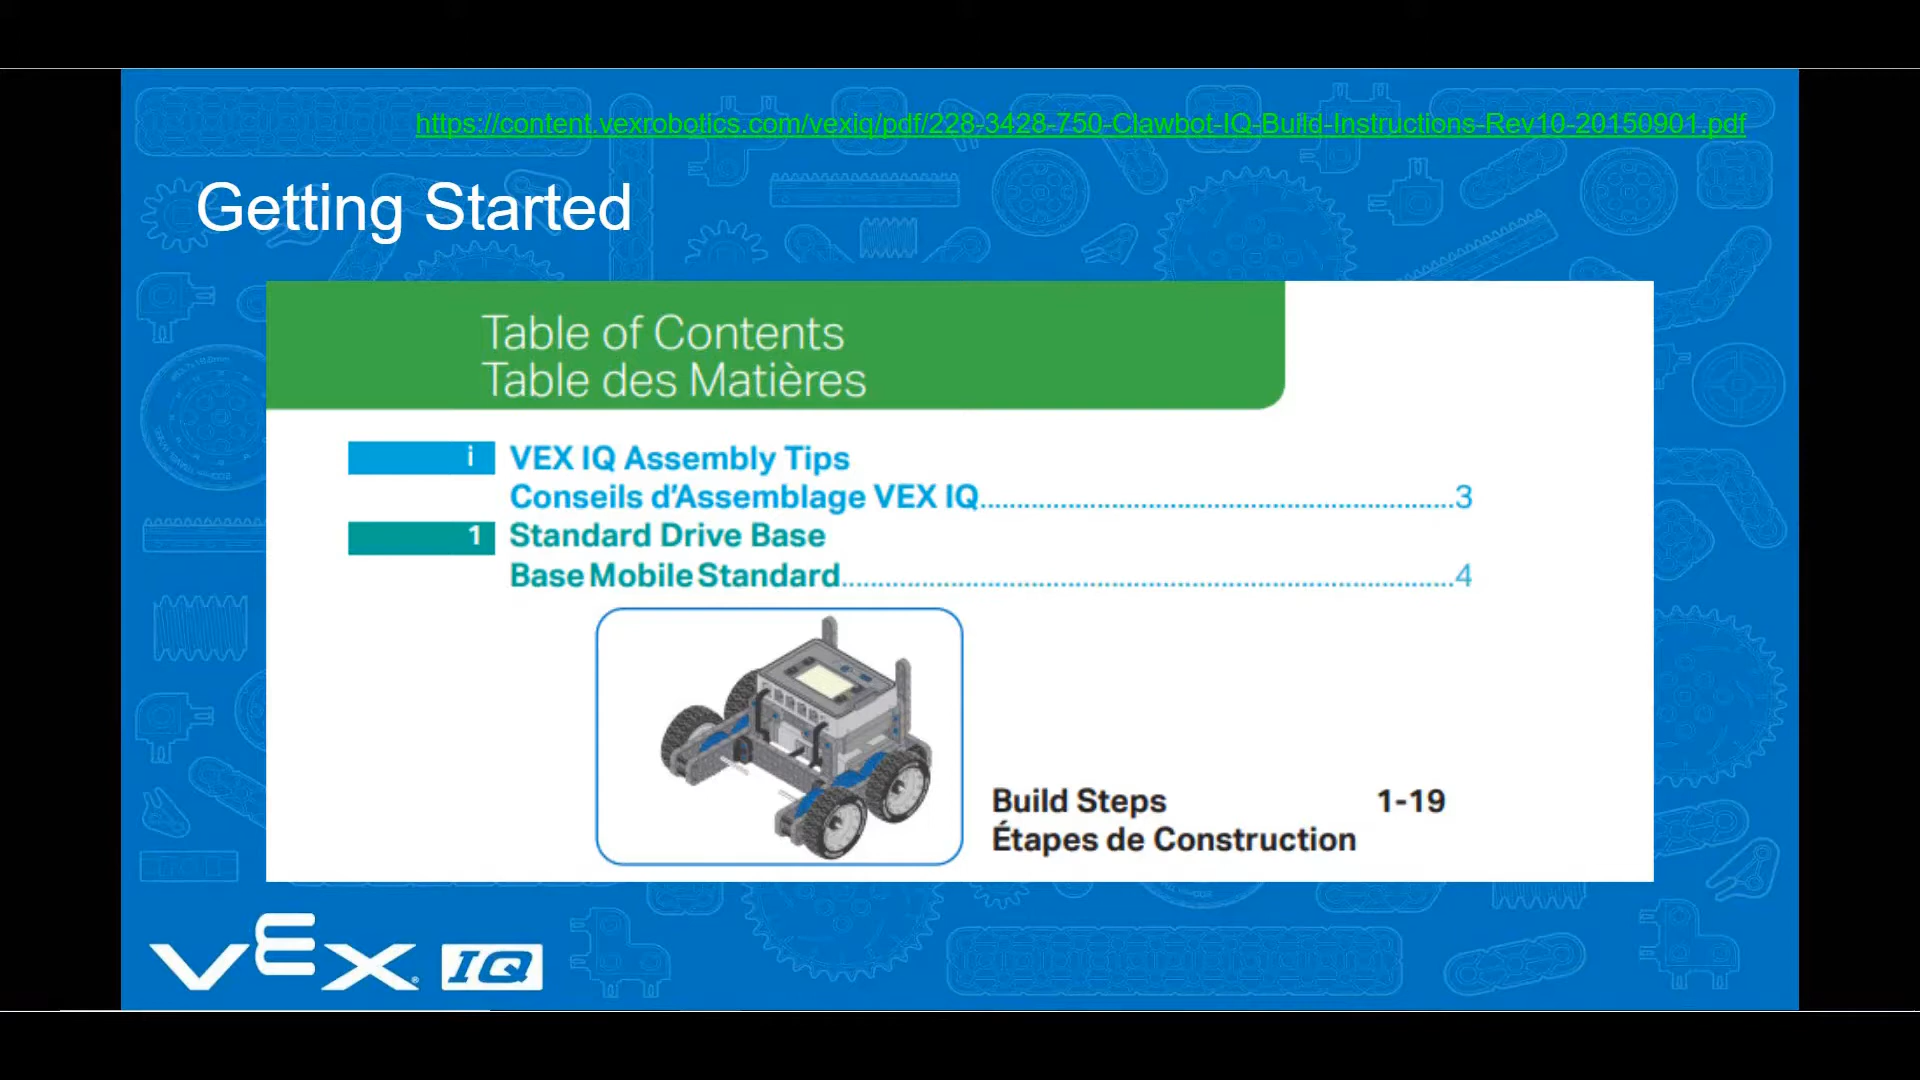 https://content.vexrobotics.com/vexiq/pdf/228-3428-750-Clawbot-IQ-Build-Instructions-Rev10-20150901.pdf
Getting Started
Table of Contents
Table des Matières
i VEX IQ Assembly Tips
Conseils d'Assemblage VEX IQ................................................................3
1 Standard Drive Base
Base Mobile Standard...................................................................................4
Build Steps 1-19
Étapes de Construction
VEX IQ